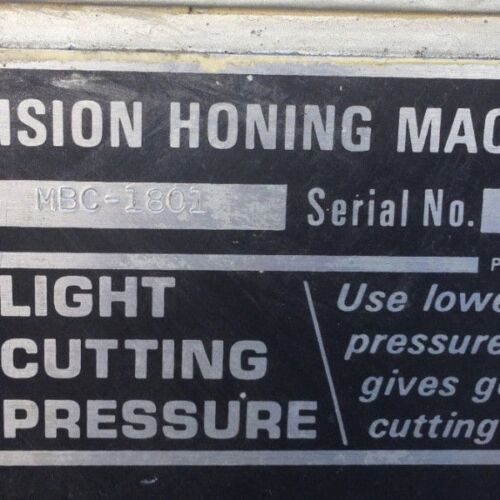 ISION HONING MAC
MBC-1801 Serial No.
P
LIGHT
CUTTING
PRESSURE
Use lowe
pressure
gives g
cutting